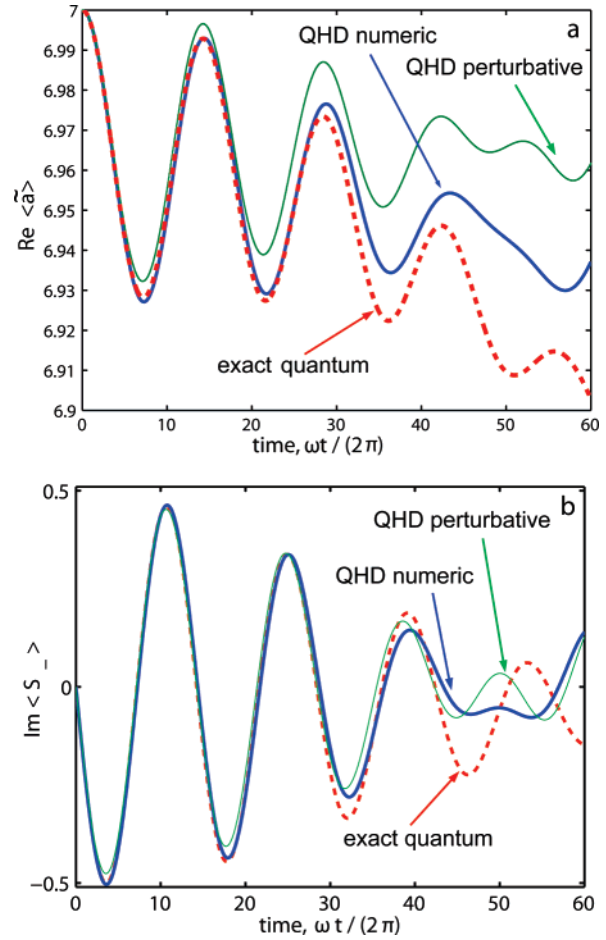 7
6.99
6.98
6.97
6.96
6.95
6.94
6.93
6.92
6.91
6.9
Re <ã>
a
QHD numeric
QHD perturbative
exact quantum
0
10
20
30
40
50
60
time, ωt / (2π)
0.5
0
−0.5
Im < S _ >
b
QHD perturbative
QHD numeric
exact quantum
0
10
20
30
40
50
60
time, ω t / (2π)